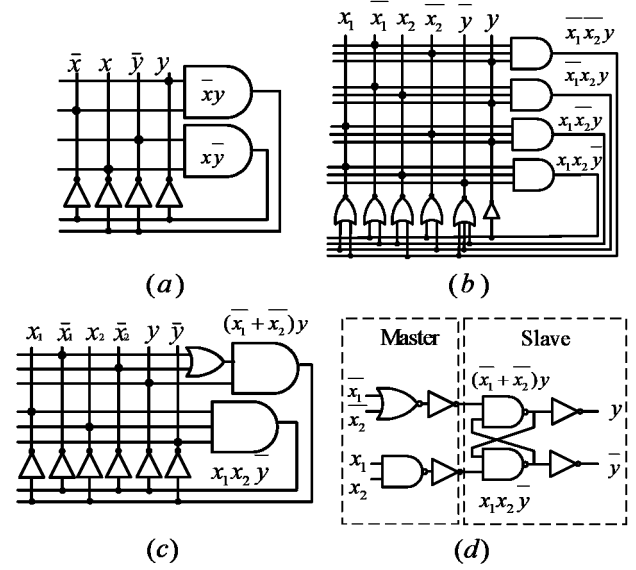 x̄ x ȳ y
x̄y
xȳ
(a)
x₁ x̄₁ x₂ x̄₂ ȳ y
x̄₁x̄₂y
x̄₁x₂y
x₁x̄₂y
x₁x₂ȳ
(b)
x₁ x̄₁ x₂ x̄₂ y ȳ
(x̄₁+x̄₂)y
x₁x₂ȳ
(c)
Master Slave
(x̄₁+x̄₂)y
x̄₁
x̄₂
y
x₁
x₂
ȳ
x₁x₂ȳ
(d)